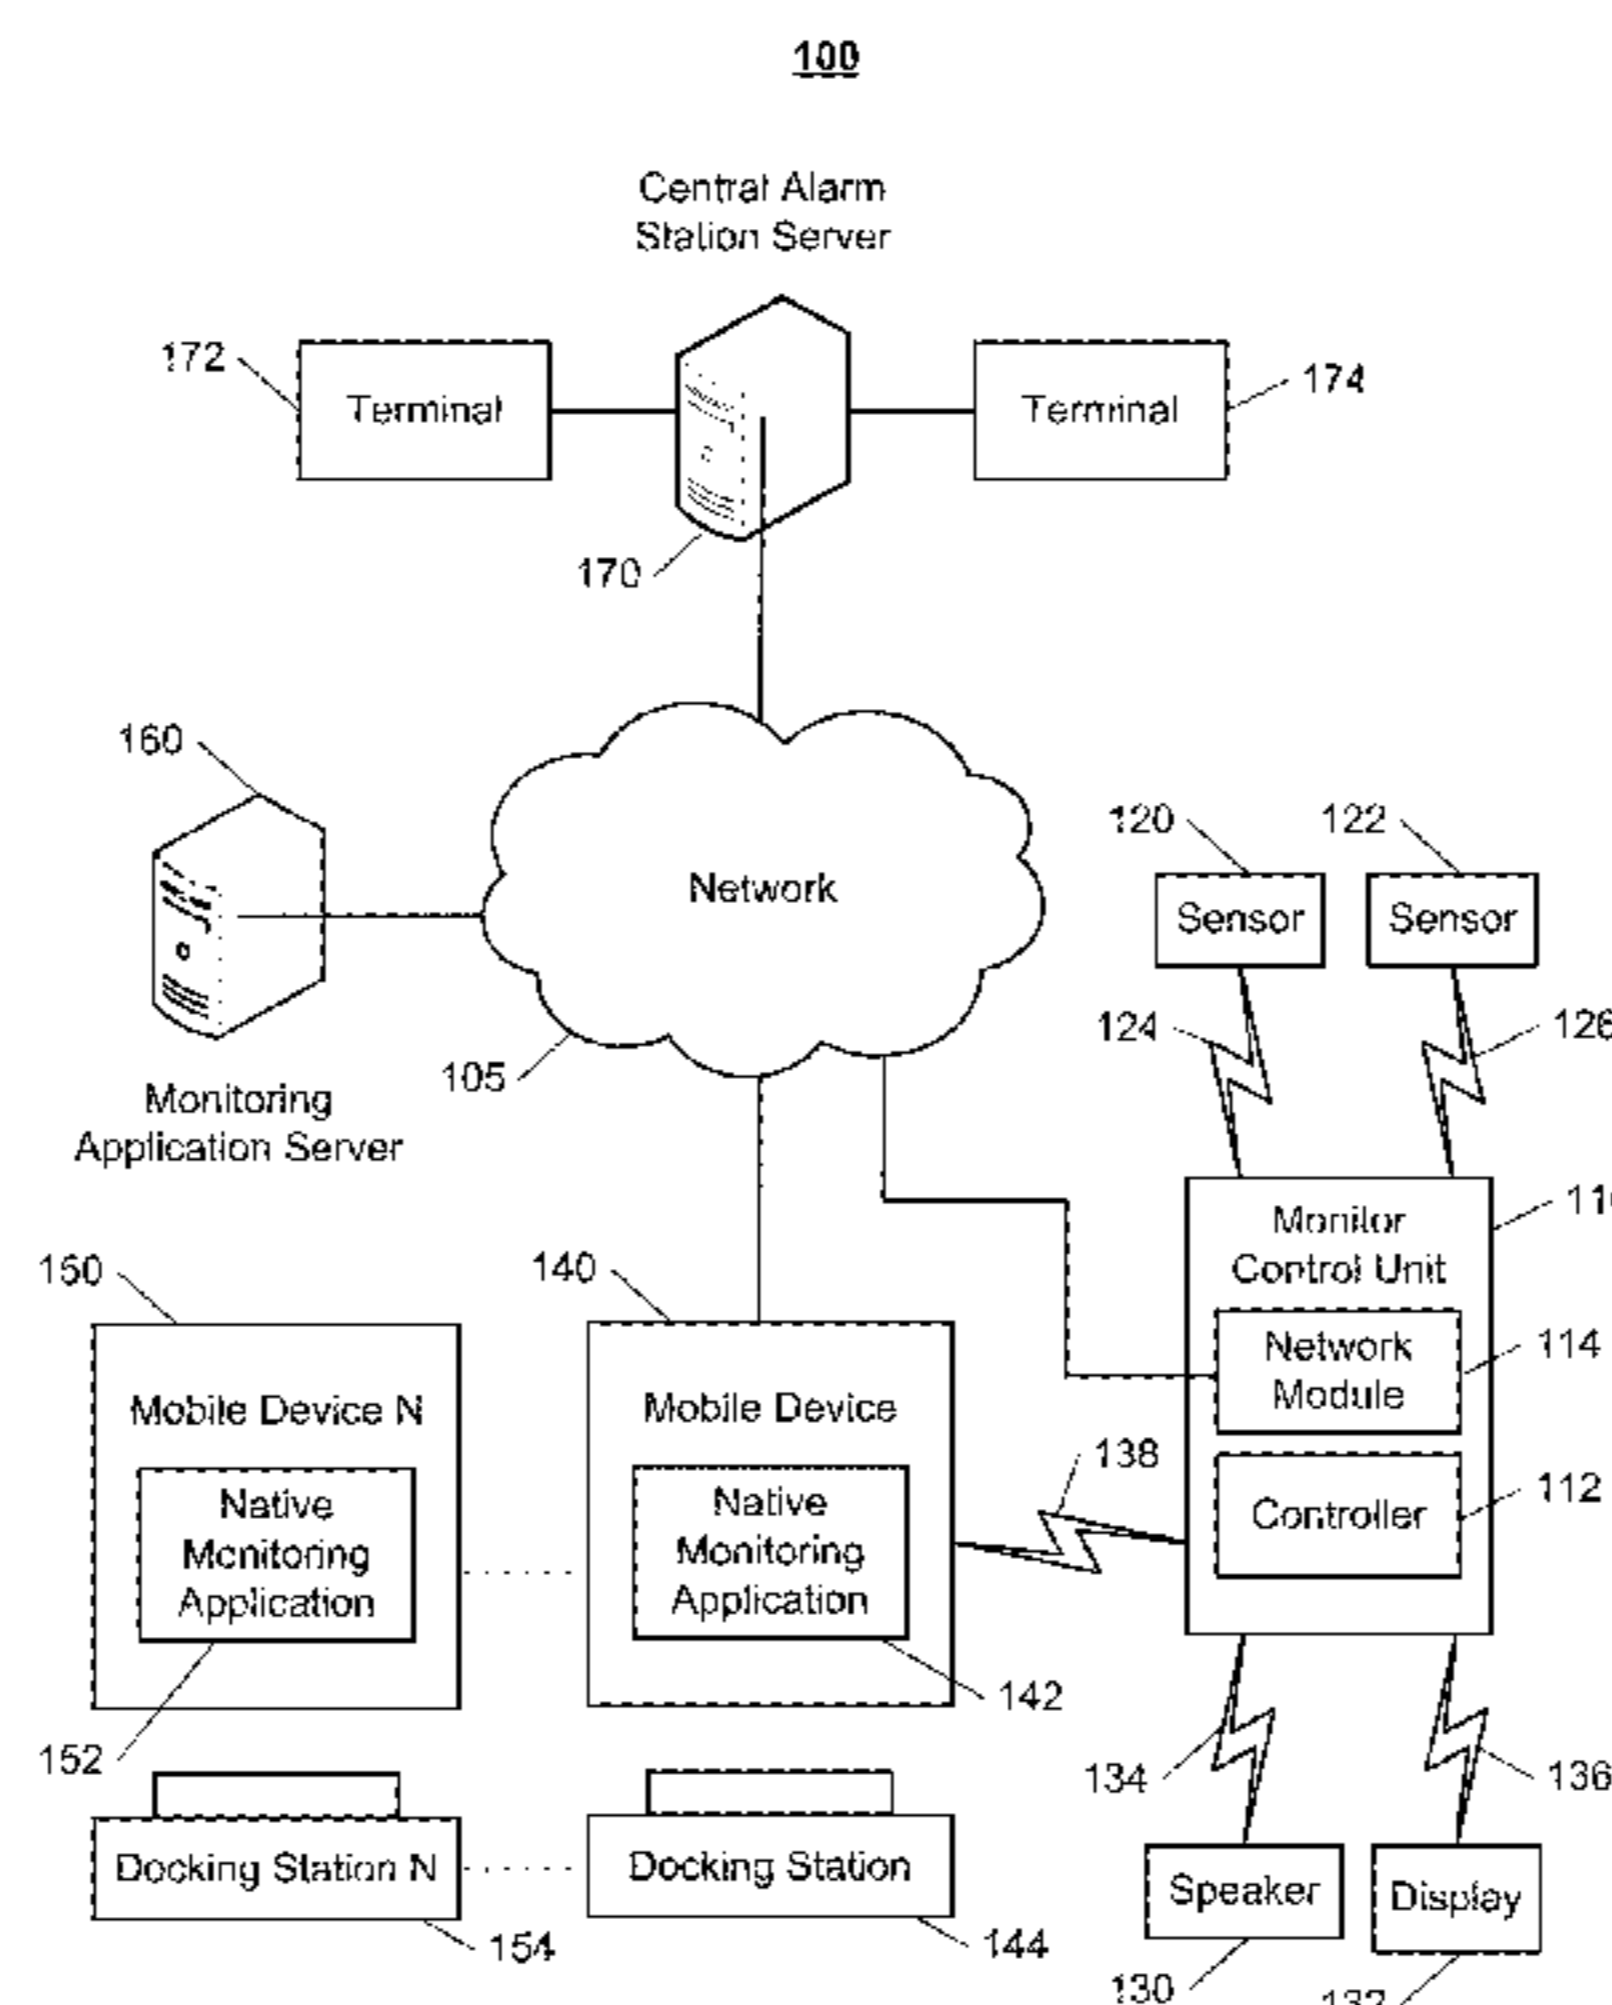 100
Central Alarm
Station Server
172
Terminal
Terminal
174
170
160
Network
120
122
Sensor
Sensor
124
126
105
Monitoring
Application Server
Monitor
Control Unit
150
140
Network
Module
114
Mobile Device N
Mobile Device
138
112
Controller
Native
Monitoring
Application
Native
Monitoring
Application
142
152
134
136
Docking Station N
Docking Station
Speaker
Display
154
144
130